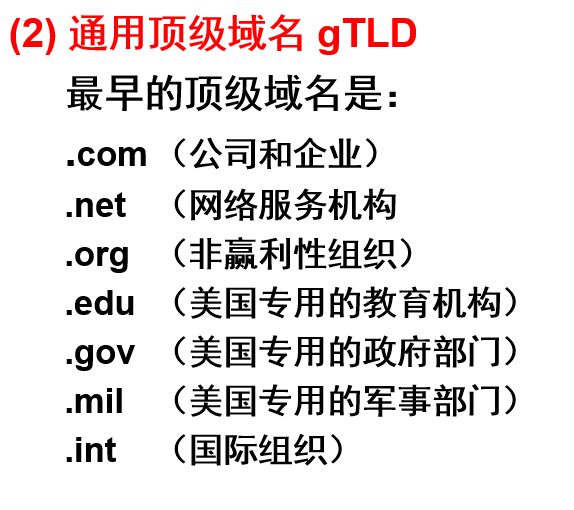 (2) 通用顶级域名 gTLD
最早的顶级域名是：
.com （公司和企业）
.net （网络服务机构
.org （非赢利性组织）
.edu （美国专用的教育机构）
.gov （美国专用的政府部门）
.mil （美国专用的军事部门）
.int （国际组织）